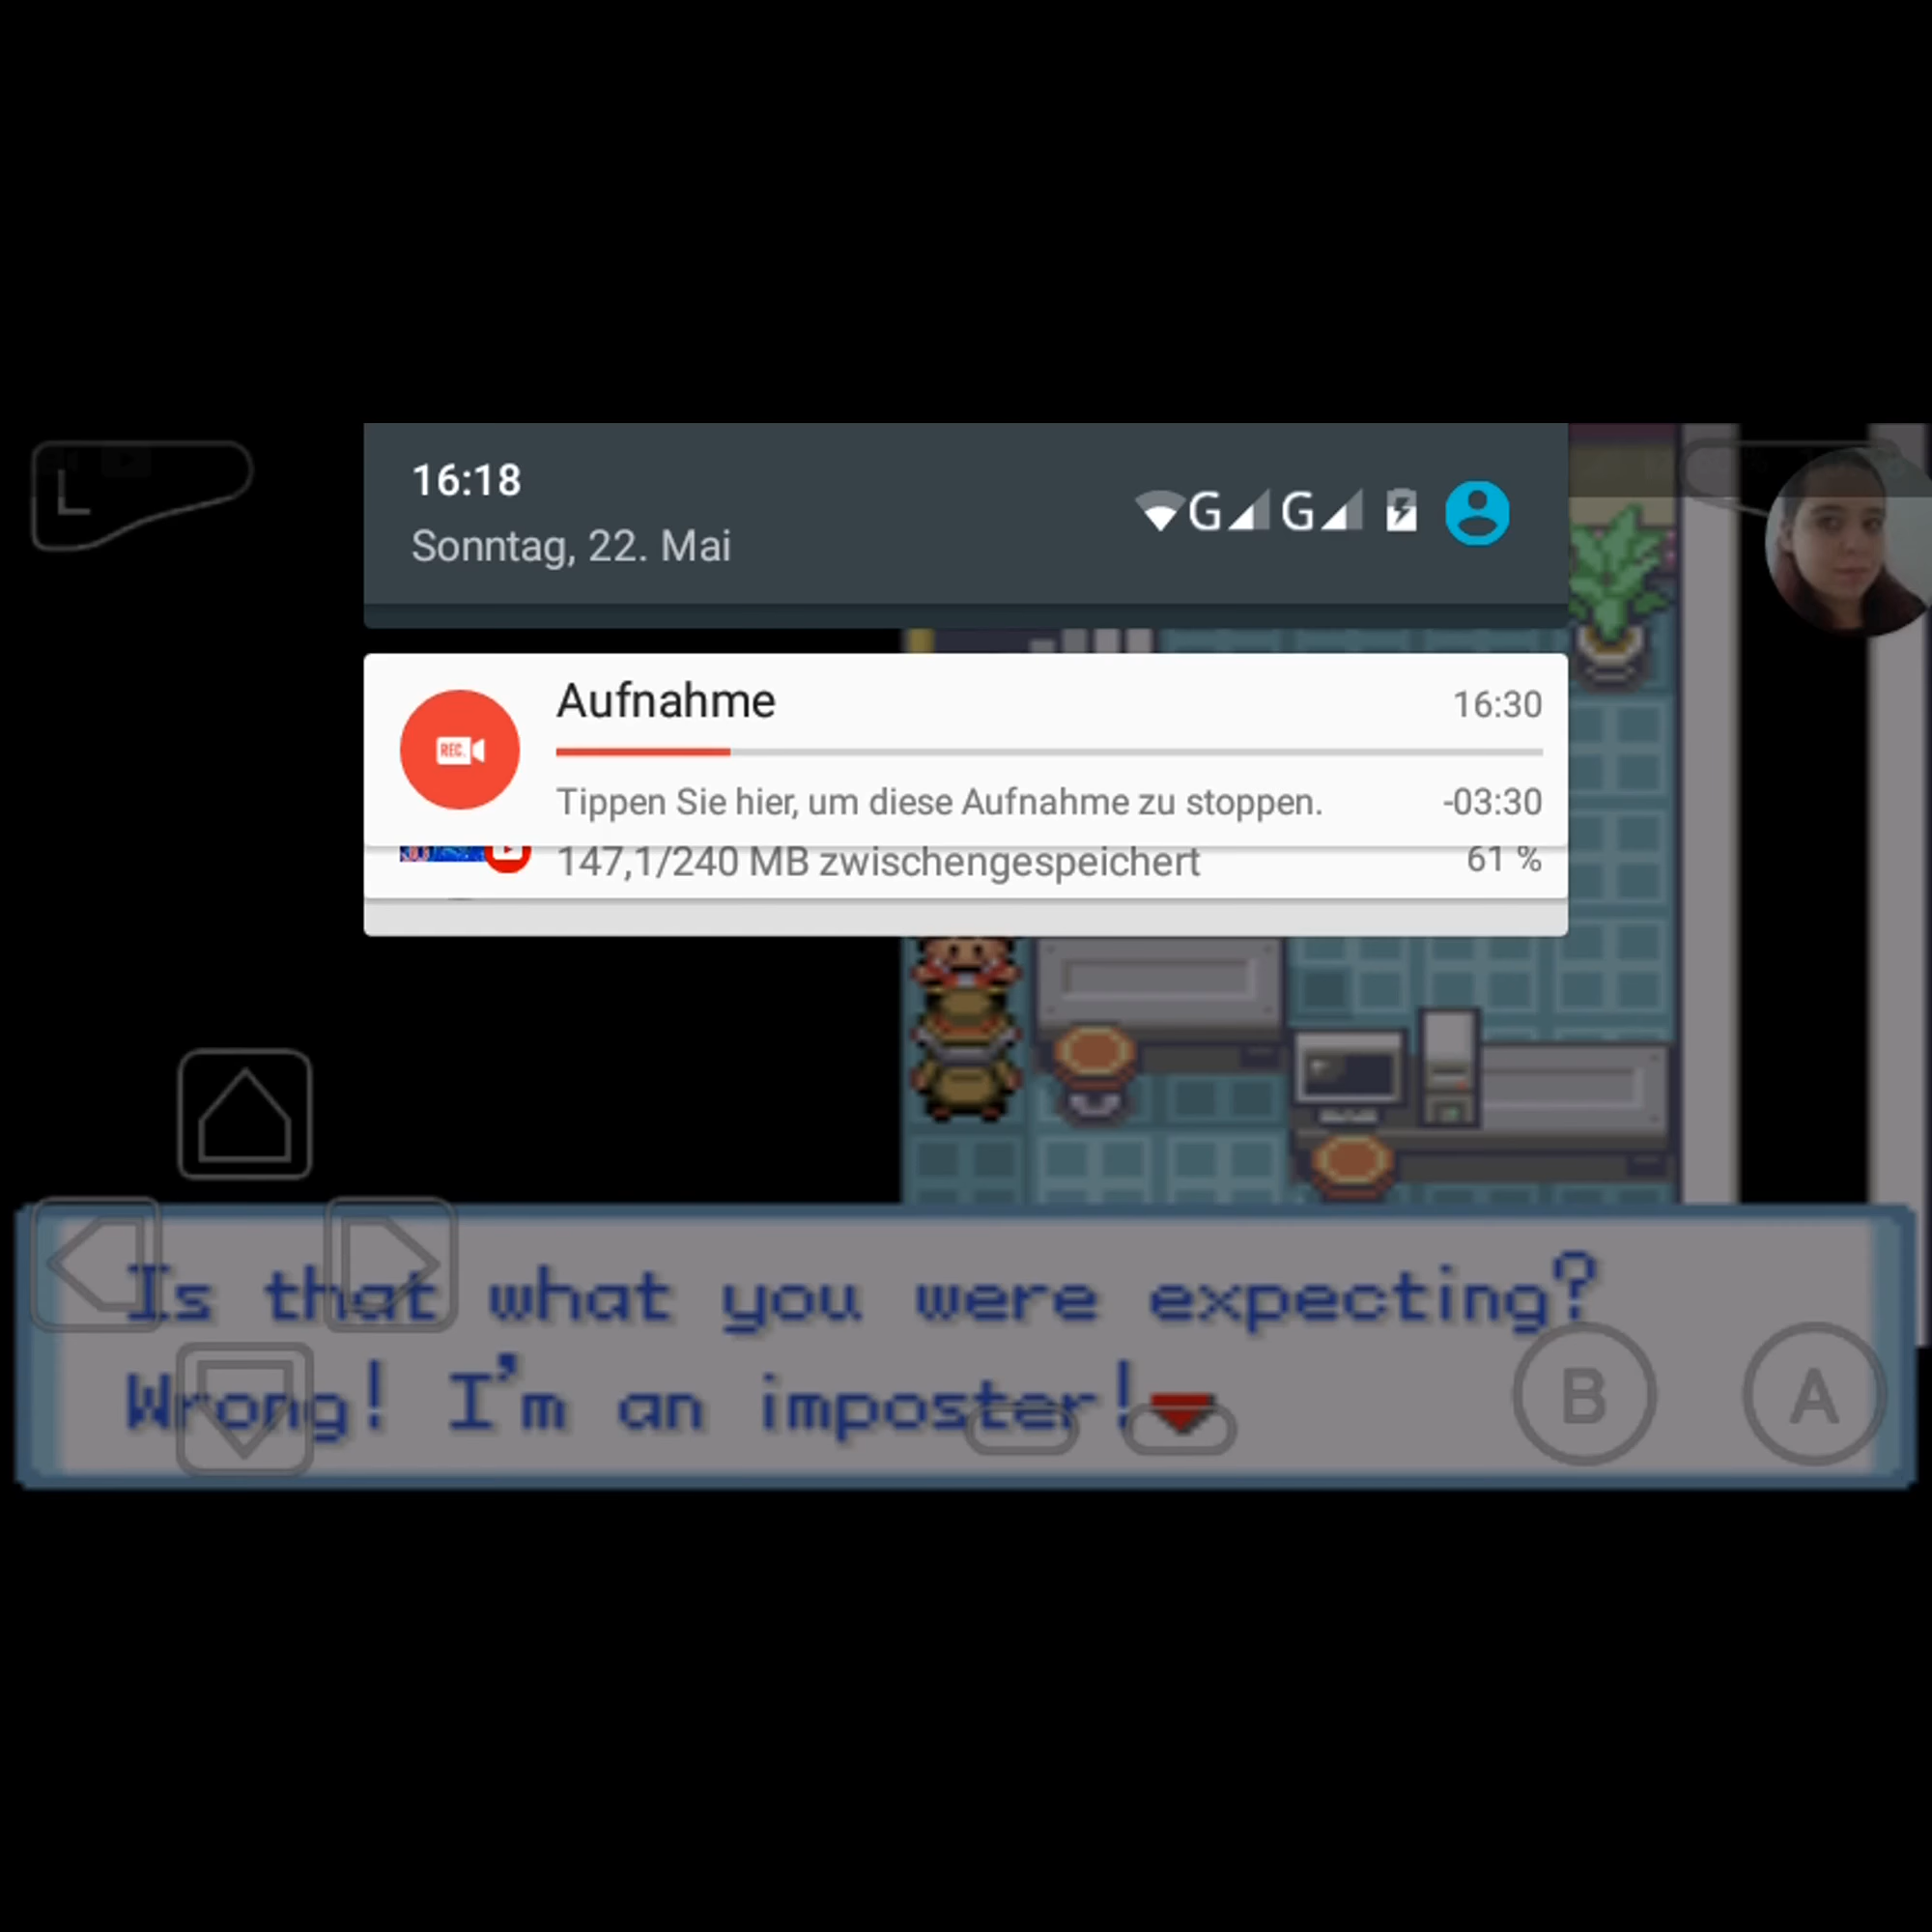 L
16:18
Sonntag, 22. Mai
G G
REC.
Aufnahme
16:30
Tippen Sie hier, um diese Aufnahme zu stoppen.
-03:30
147,1/240 MB zwischengespeichert
61 %
Is that what you were expecting?
Wrong! I'm an imposter!
B
A